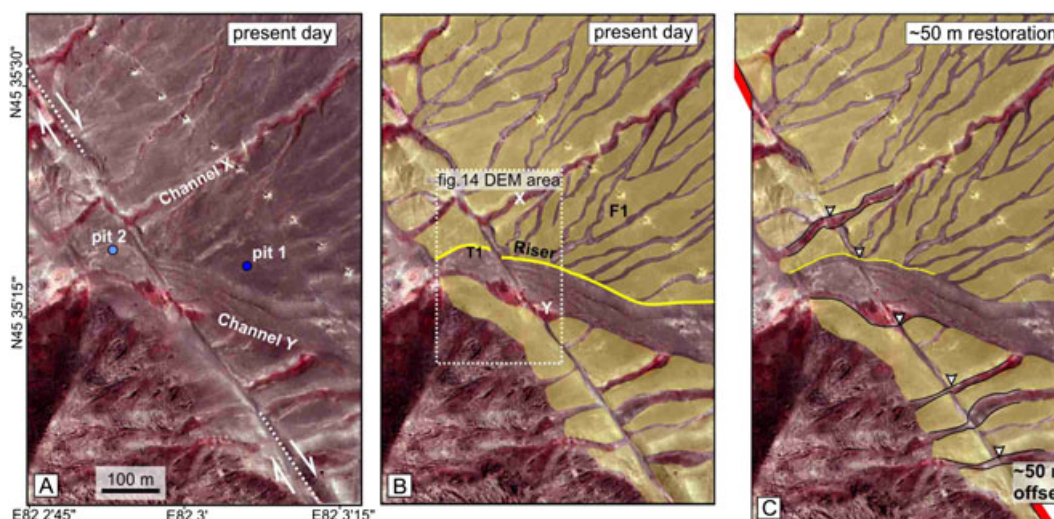 present day
N45 35'30"
N45 35'15"
Channel X
pit 2
pit 1
Channel Y
A
100 m
E82 2'45"
E82 3'
E82 3'15"
present day
fig.14 DEM area
X
F1
T1
Riser
Y
B
~50 m restoration
~50 m
offset
C